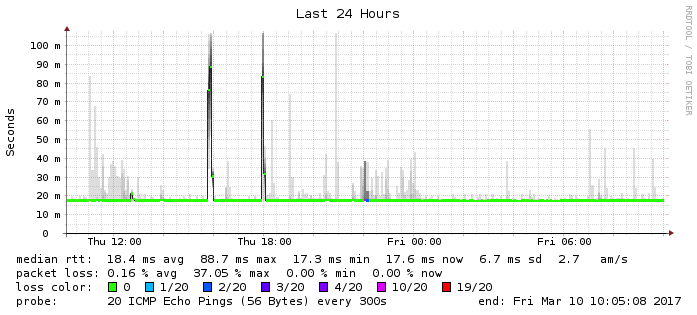 Last 24 Hours
RRDTOOL / TOBI OETIKER
Seconds
100 m
90 m
80 m
70 m
60 m
50 m
40 m
30 m
20 m
10 m
0
Thu 12:00 Thu 18:00 Fri 00:00 Fri 06:00
median rtt: 18.4 ms avg 88.7 ms max 17.3 ms min 17.6 ms now 6.7 ms sd 2.7 am/s
packet loss: 0.16 % avg 37.05 % max 0.00 % min 0.00 % now
loss color: 0 1/20 2/20 3/20 4/20 10/20 19/20
probe: 20 ICMP Echo Pings (56 Bytes) every 300s end: Fri Mar 10 10:05:08 2017